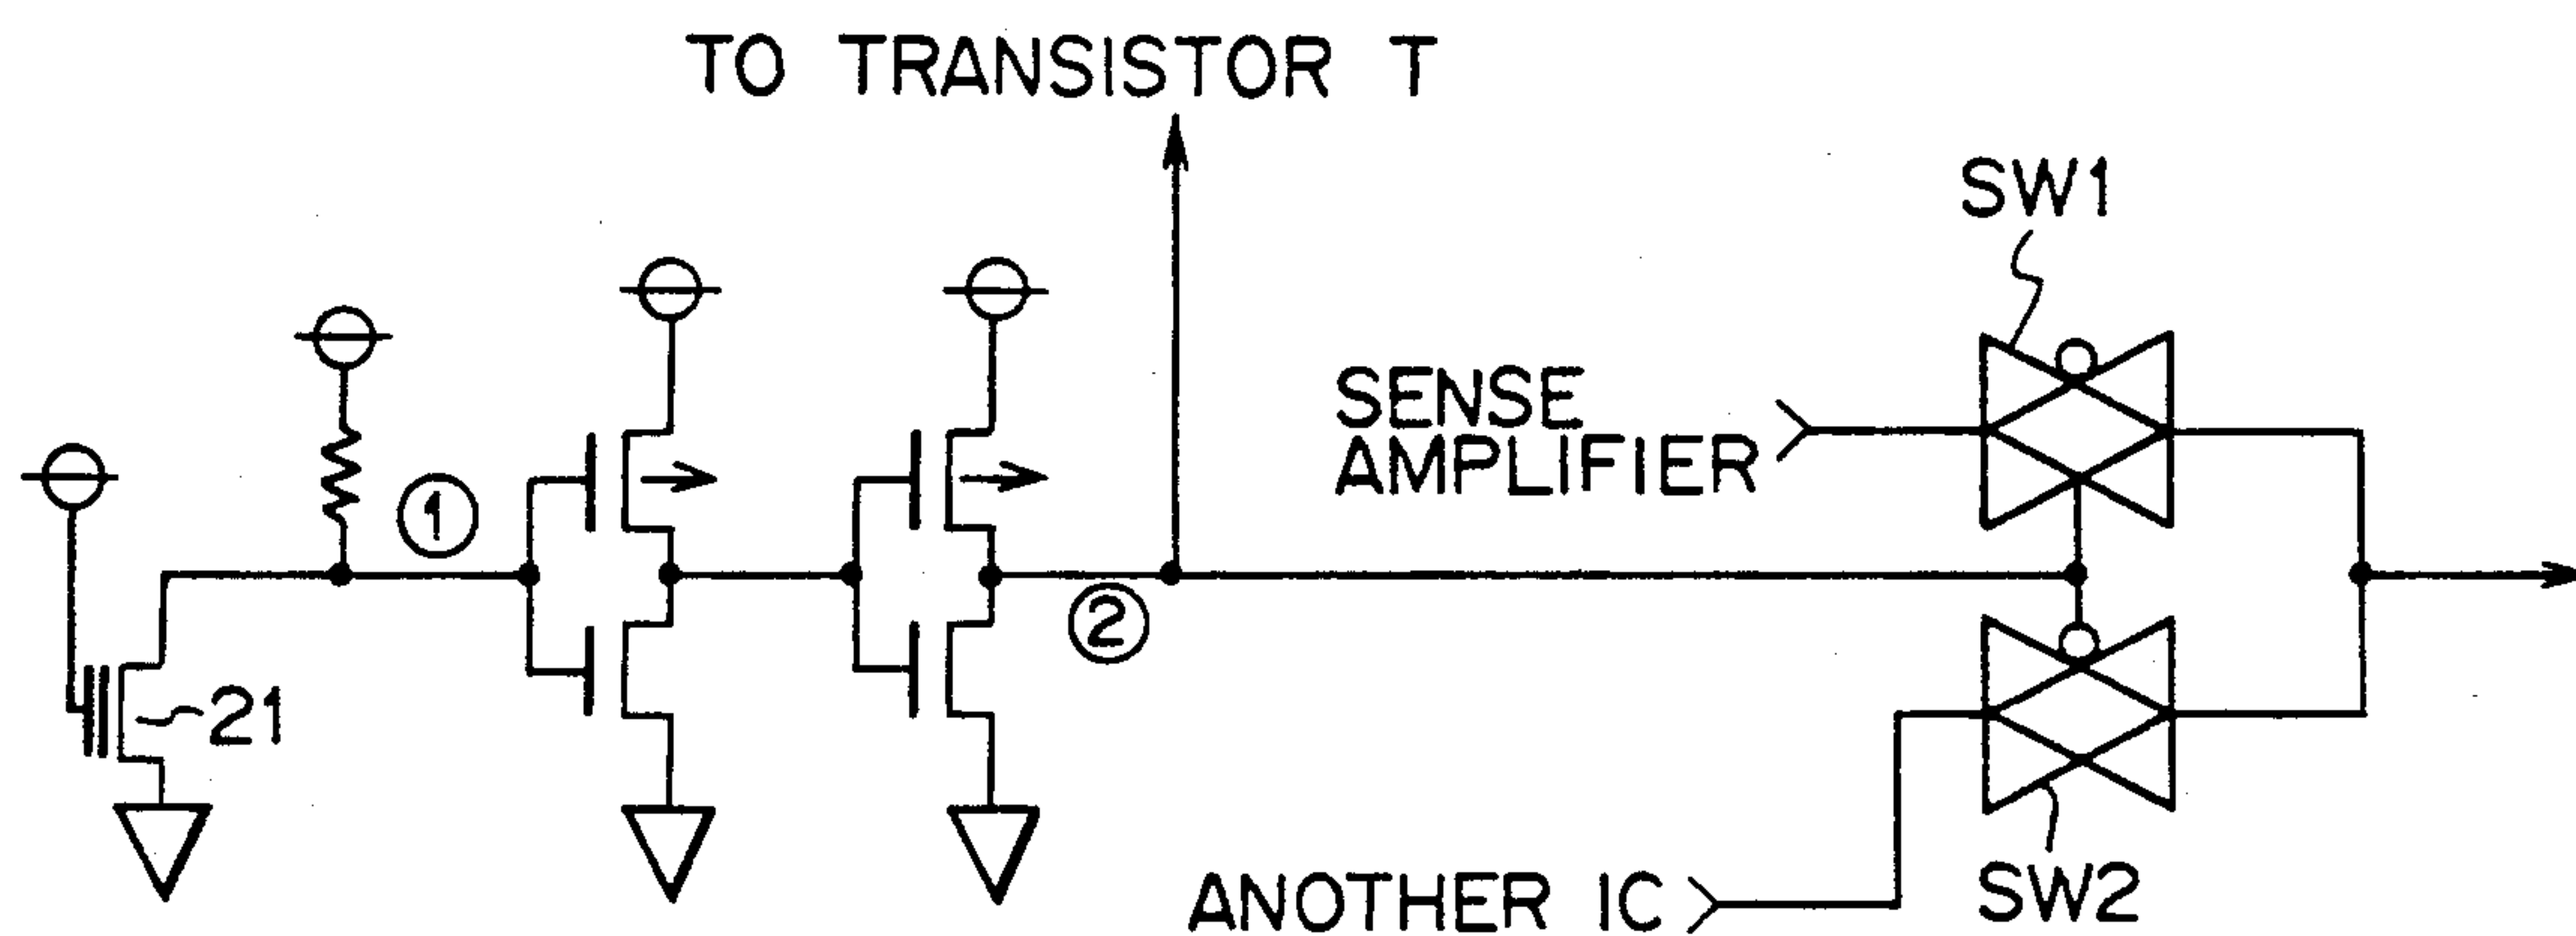 TO TRANSISTOR T
SW1
SENSE
AMPLIFIER
①
②
21
ANOTHER IC
SW2